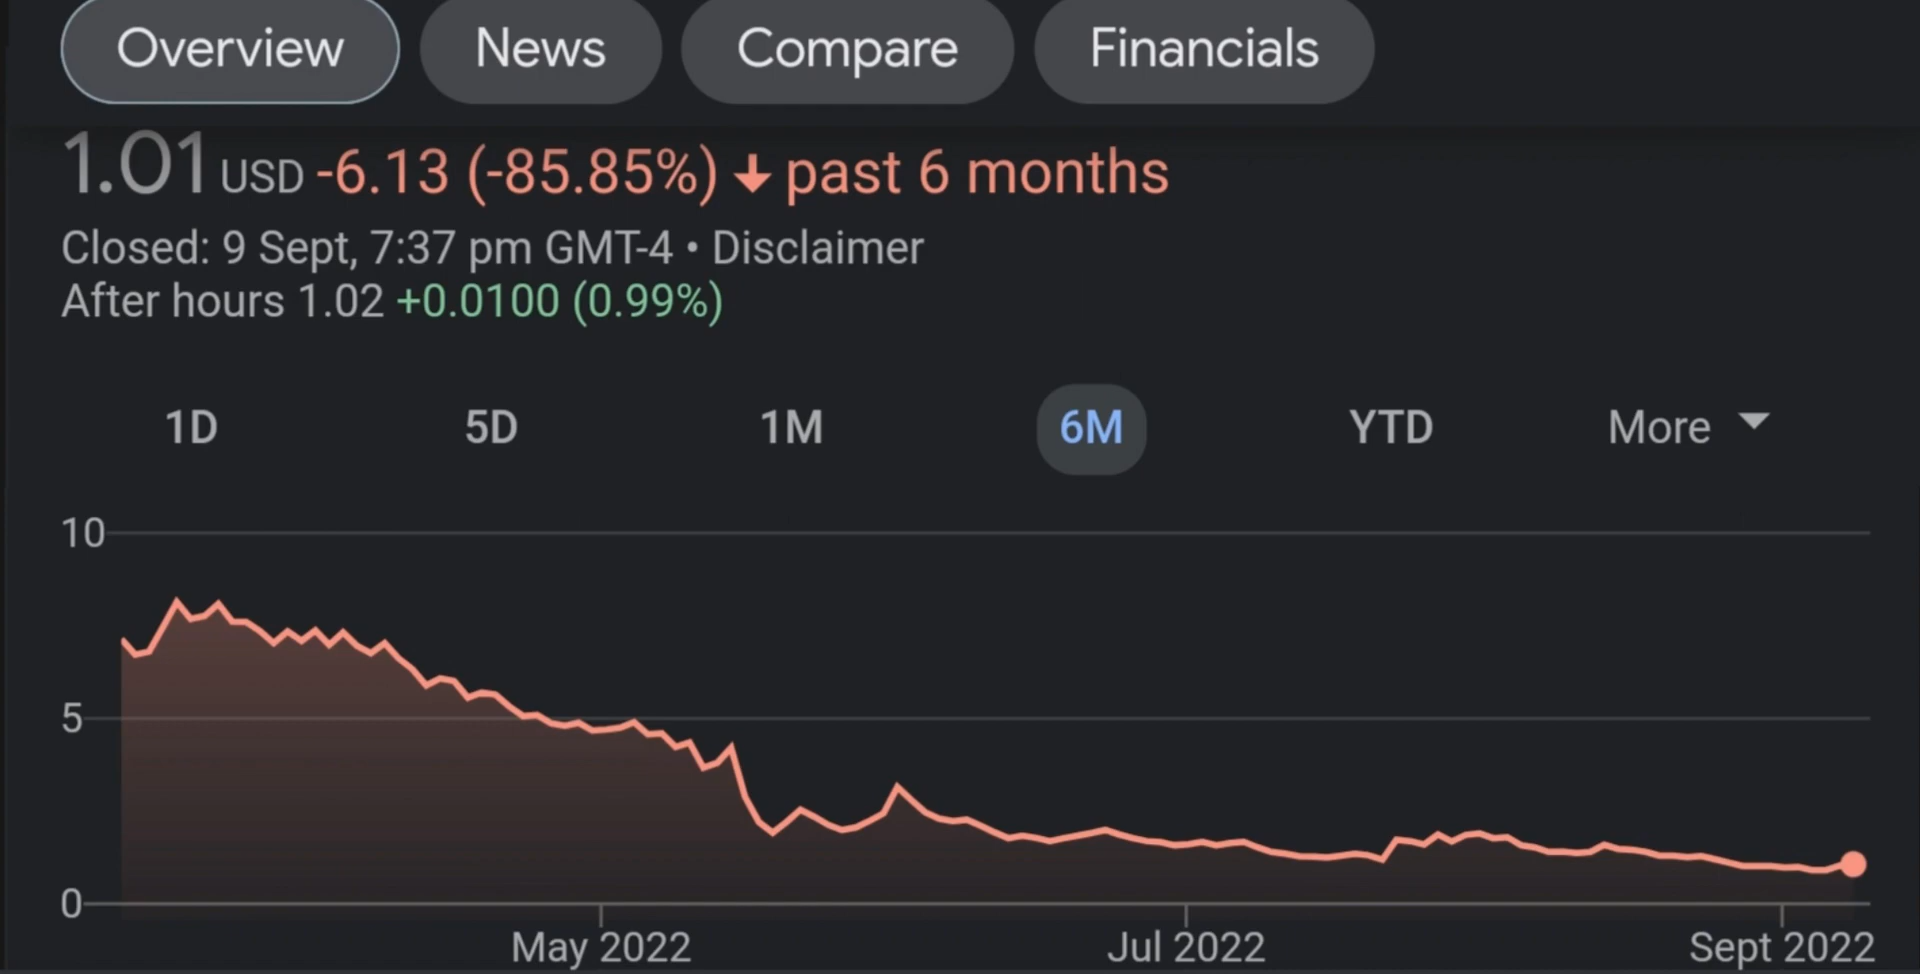 Overview News Compare Financials
1.01 USD -6.13 (-85.85%) ↓ past 6 months
Closed: 9 Sept, 7:37 pm GMT-4 • Disclaimer
After hours 1.02 +0.0100 (0.99%)
1D 5D 1M 6M YTD More
10
5
0
May 2022 Jul 2022 Sept 2022